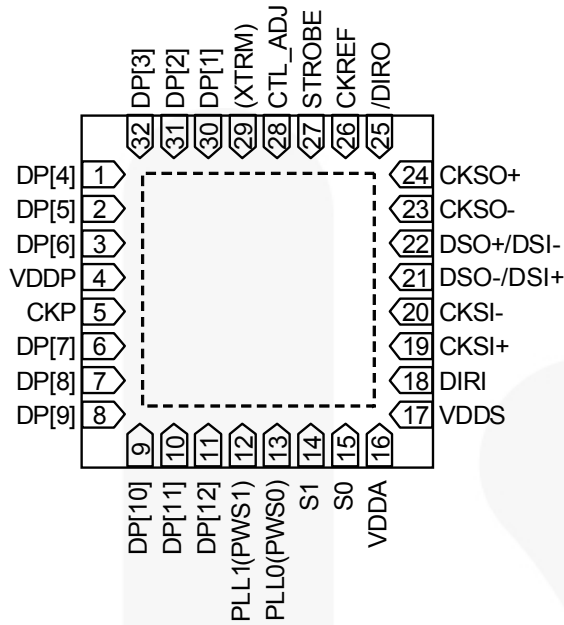 DP[3]
DP[2]
DP[1]
(XTRM)
CTL_ADJ
STROBE
CKREF
/DIRO
32
31
30
29
28
27
26
25
DP[4] 1
DP[5] 2
DP[6] 3
VDDP 4
CKP 5
DP[7] 6
DP[8] 7
DP[9] 8
24 CKSO+
23 CKSO-
22 DSO+/DSI-
21 DSO-/DSI+
20 CKSI-
19 CKSI+
18 DIRI
17 VDDS
9
10
11
12
13
14
15
16
DP[10]
DP[11]
DP[12]
PLL1(PWS1)
PLL0(PWS0)
S1
S0
VDDA